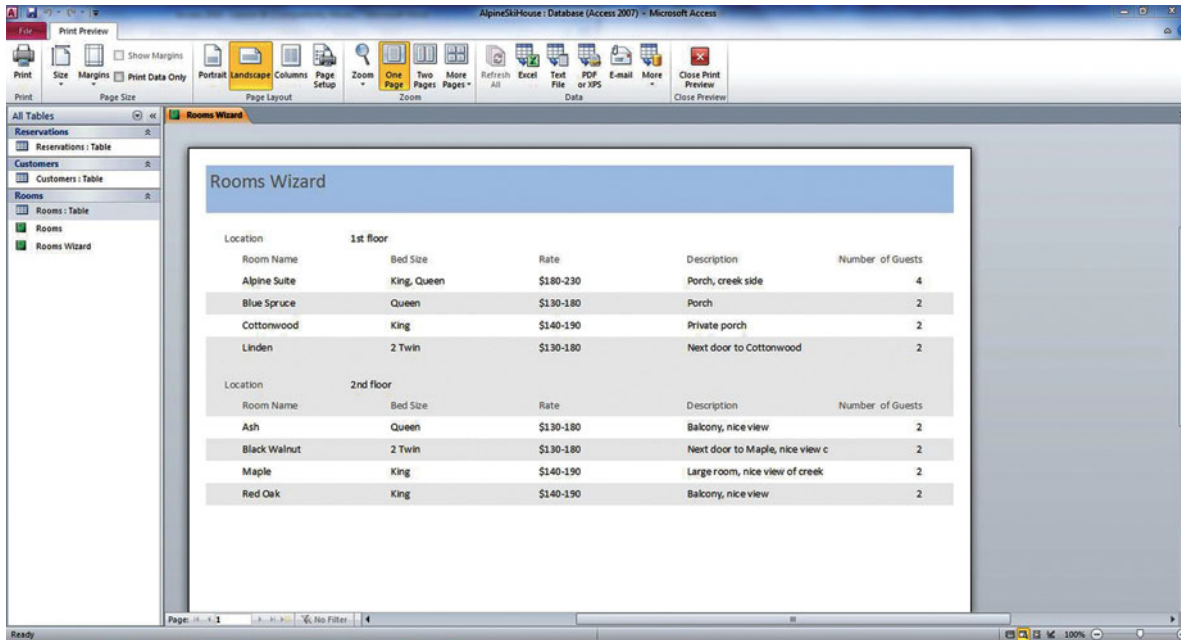 AlpineSkiHouse : Database (Access 2007) - Microsoft Access
File Print Preview
Show Margins
Print Data Only
Print Size Margins Portrait Landscape Columns Page Setup Zoom One Page Two Pages More Pages Refresh All Excel Text File PDF or XPS E-mail More Close Print Preview
Print Page Size Page Layout Zoom Data Close Preview
All Tables
Rooms Wizard
Reservations
Reservations : Table
Customers
Customers : Table
Rooms
Rooms : Table
Rooms
Rooms Wizard
Rooms Wizard
Location 1st floor
Room Name Bed Size Rate Description Number of Guests
Alpine Suite King, Queen $180-230 Porch, creek side 4
Blue Spruce Queen $130-180 Porch 2
Cottonwood King $140-190 Private porch 2
Linden 2 Twin $130-180 Next door to Cottonwood 2
Location 2nd floor
Room Name Bed Size Rate Description Number of Guests
Ash Queen $130-180 Balcony, nice view 2
Black Walnut 2 Twin $130-180 Next door to Maple, nice view c 2
Maple King $140-190 Large room, nice view of creek 2
Red Oak King $140-190 Balcony, nice view 2
Page: 1 No Filter
Ready 100%